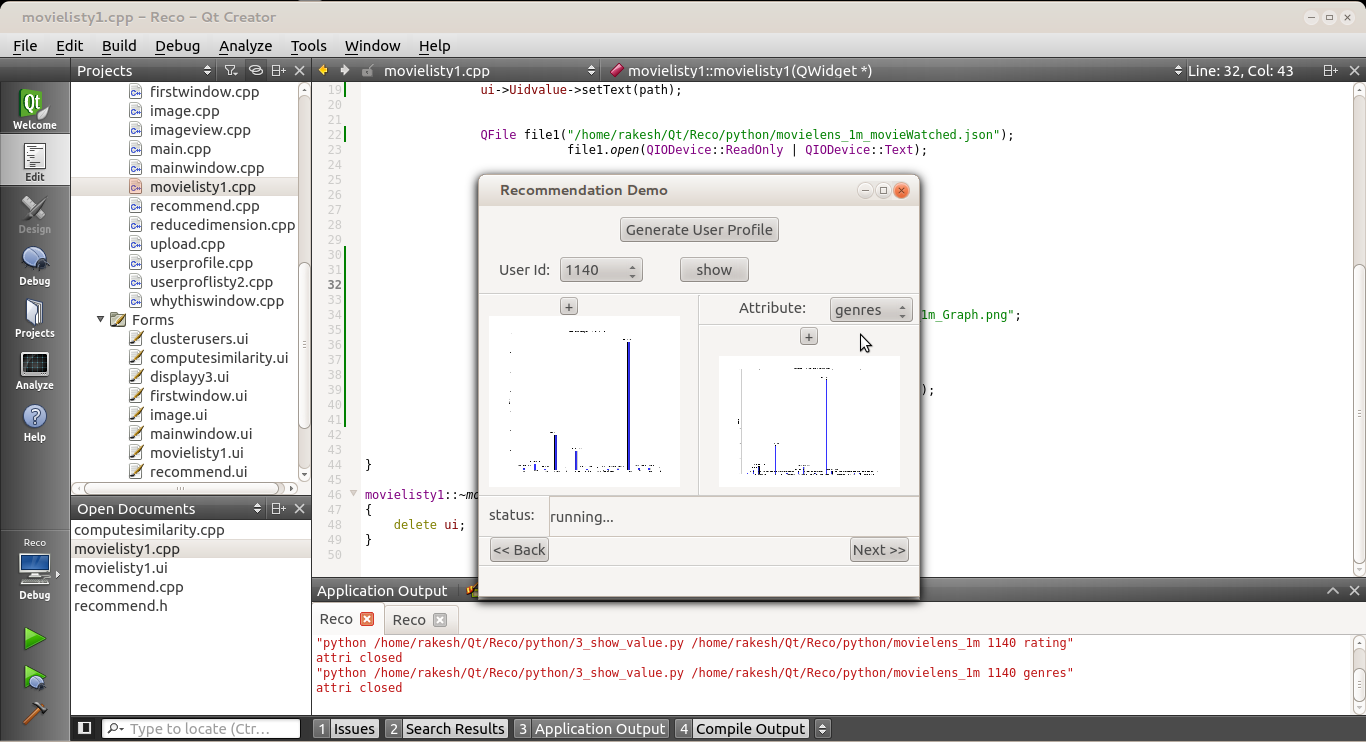 movielisty1.cpp - Reco - Qt Creator
File Edit Build Debug Analyze Tools Window Help
Projects
movielisty1.cpp
movielisty1::movielisty1(QWidget *)
Line: 32, Col: 43
Welcome
Edit
Design
Debug
Projects
Analyze
Help
Reco
Debug
firstwindow.cpp
image.cpp
imageview.cpp
main.cpp
mainwindow.cpp
movielisty1.cpp
recommend.cpp
reducedimension.cpp
upload.cpp
userprofile.cpp
userproflisty2.cpp
whythiswindow.cpp
Forms
clusterusers.ui
computesimilarity.ui
displayy3.ui
firstwindow.ui
image.ui
mainwindow.ui
movielisty1.ui
recommend.ui
Open Documents
computesimilarity.cpp
movielisty1.cpp
movielisty1.ui
recommend.cpp
recommend.h
19 ui->Uidvalue->setText(path);
20
21
22 QFile file1("/home/rakesh/Qt/Reco/python/movielens_1m_movieWatched.json");
23 file1.open(QIODevice::ReadOnly | QIODevice::Text);
24
25
26
27
28
29
30
31
32
33
34 1m_Graph.png";
35
36
37
38
39 );
40
41
42
43
44 }
45
46 movielisty1::~mo
47 {
48 delete ui;
49 }
50
Recommendation Demo
Generate User Profile
User Id: 1140 show
+
Attribute: genres
+
status: running...
<< Back Next >>
Application Output
Reco Reco
"python /home/rakesh/Qt/Reco/python/3_show_value.py /home/rakesh/Qt/Reco/python/movielens_1m 1140 rating"
attri closed
"python /home/rakesh/Qt/Reco/python/3_show_value.py /home/rakesh/Qt/Reco/python/movielens_1m 1140 genres"
attri closed
Type to locate (Ctr...
1 Issues 2 Search Results 3 Application Output 4 Compile Output